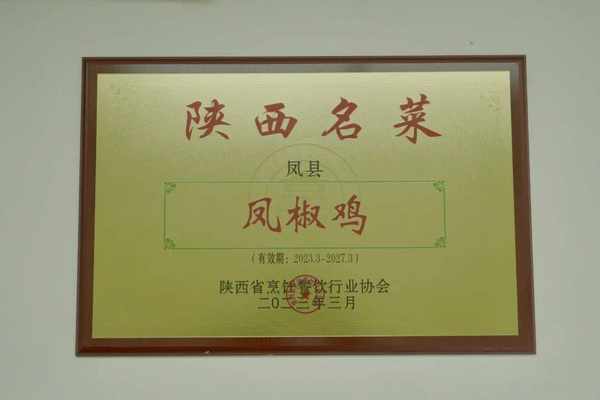 陕西名菜
凤县
凤椒鸡
(有效期:2023.3-2027.3)
陕西省烹饪餐饮行业协会
二〇二三年三月